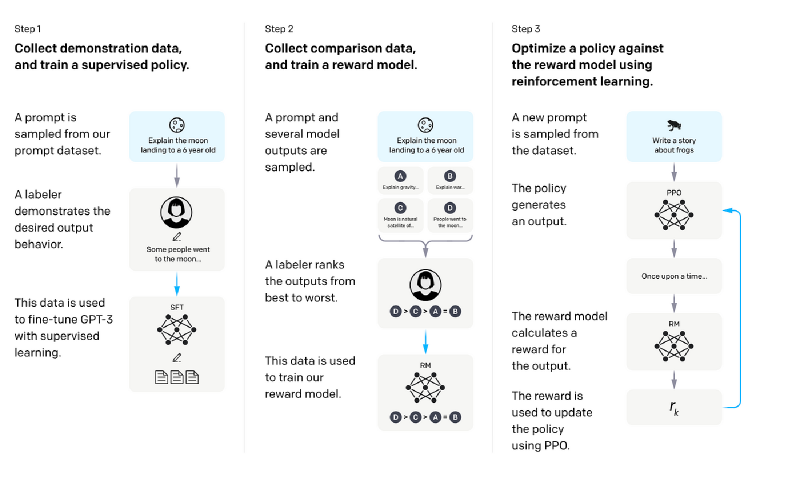 Step 1
Collect demonstration data,
and train a supervised policy.
A prompt is
sampled from our
prompt dataset.
Explain the moon
landing to a 6 year old
A labeler
demonstrates the
desired output
behavior.
Some people went
to the moon...
This data is used
to fine-tune GPT-3
with supervised
learning.
SFT
Step 2
Collect comparison data,
and train a reward model.
A prompt and
several model
outputs are
sampled.
Explain the moon
landing to a 6 year old
A
Explain gravity...
B
Explain war...
C
Moon is natural
satellite of...
D
People went to
the moon...
A labeler ranks
the outputs from
best to worst.
D > C > A = B
This data is used
to train our
reward model.
RM
D > C > A = B
Step 3
Optimize a policy against
the reward model using
reinforcement learning.
A new prompt
is sampled from
the dataset.
Write a story
about frogs
The policy
generates
an output.
PPO
Once upon a time...
The reward model
calculates a
reward for
the output.
RM
The reward is
used to update
the policy
using PPO.
rk